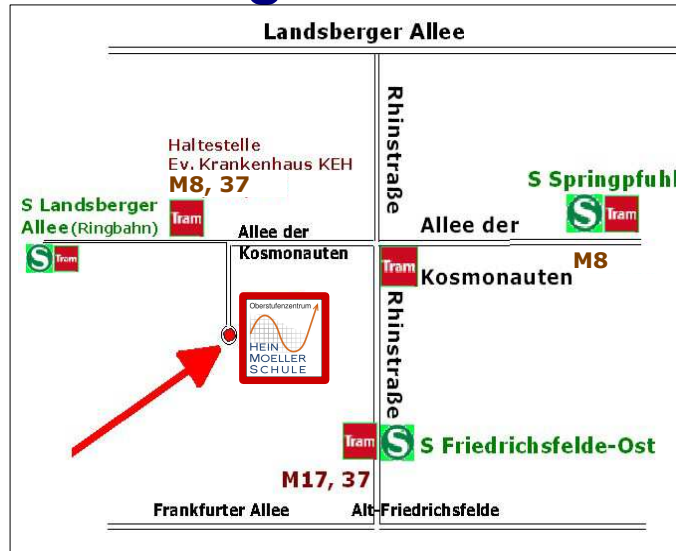 Landsberger Allee
Rhinstraße
Haltestelle
Ev. Krankenhaus KEH
M8, 37
S Springpfuhl
S Landsberger
Allee (Ringbahn)
Tram
S Tram
Allee der
Kosmonauten
Allee der
Kosmonauten
S Tram
M8
Tram
Rhinstraße
Oberstufenzentrum
HEIN
MOELLER
SCHULE
Tram S S Friedrichsfelde-Ost
M17, 37
Frankfurter Allee
Alt-Friedrichsfelde